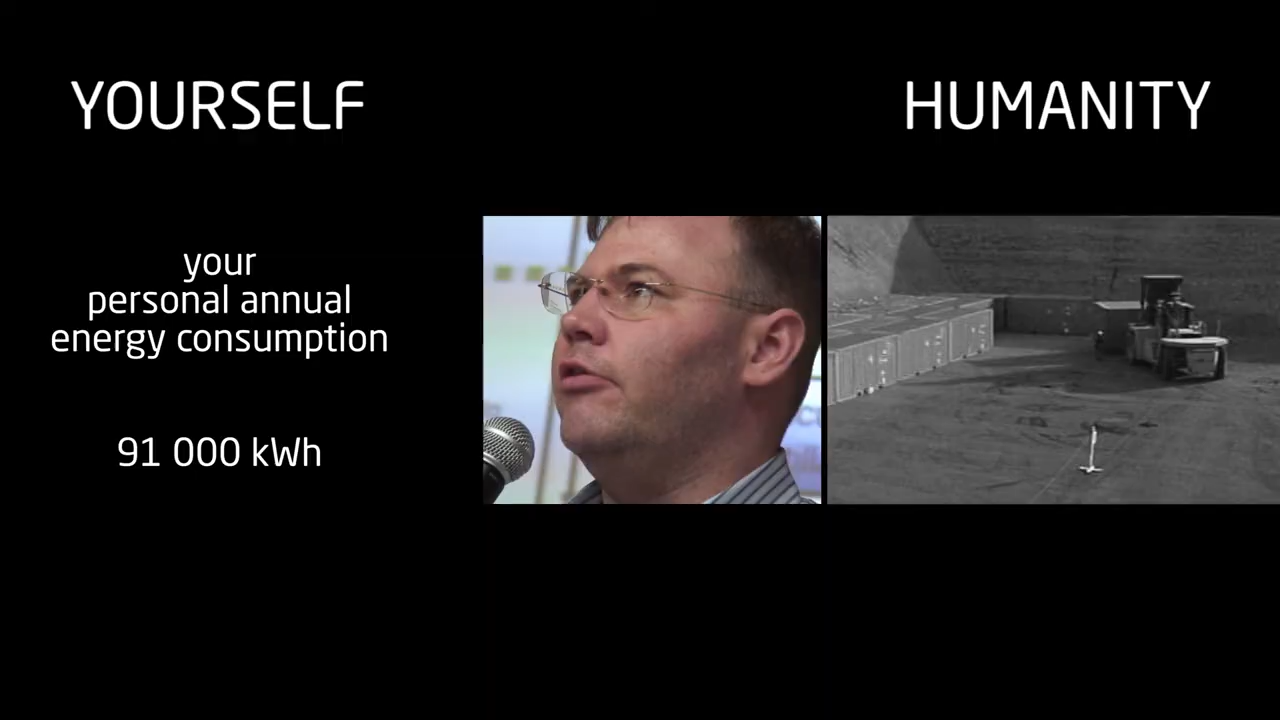 YOURSELF
HUMANITY
your
personal annual
energy consumption
91 000 kWh